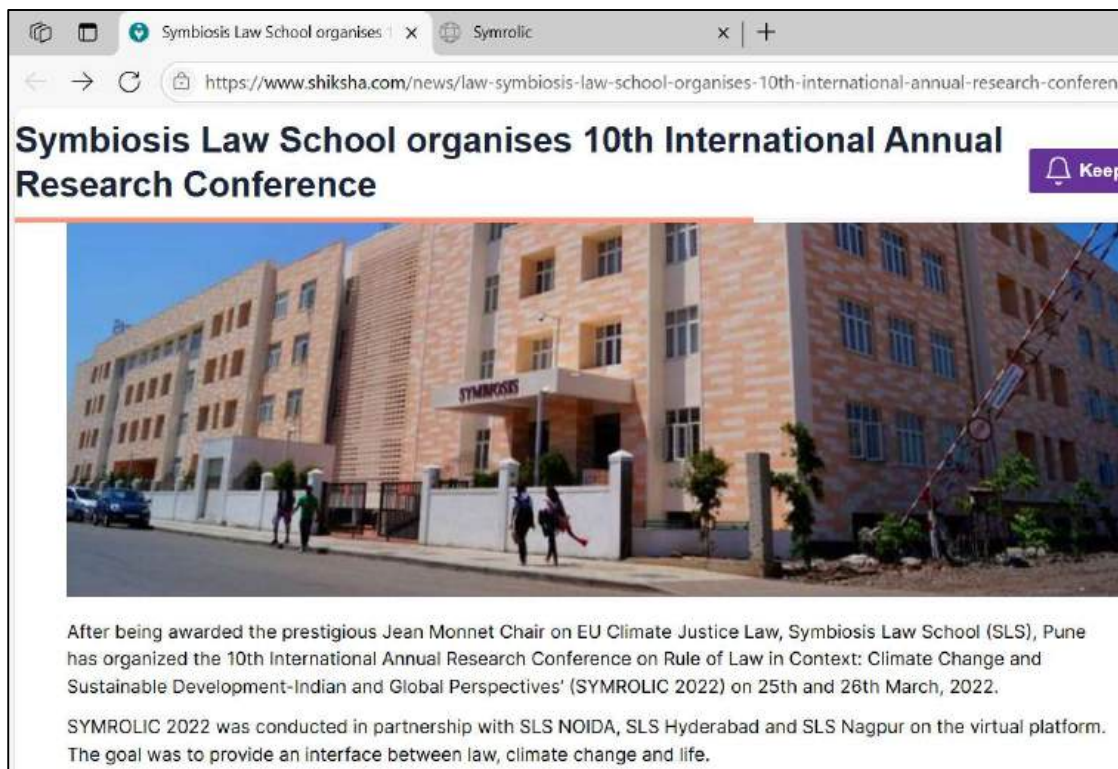 Symbiosis Law School organises 1
Symrolic
https://www.shiksha.com/news/law-symbiosis-law-school-organises-10th-international-annual-research-conferen
Symbiosis Law School organises 10th International Annual
Research Conference
Keep
SYMBIOSIS
After being awarded the prestigious Jean Monnet Chair on EU Climate Justice Law, Symbiosis Law School (SLS), Pune
has organized the 10th International Annual Research Conference on Rule of Law in Context: Climate Change and
Sustainable Development-Indian and Global Perspectives' (SYMROLIC 2022) on 25th and 26th March, 2022.
SYMROLIC 2022 was conducted in partnership with SLS NOIDA, SLS Hyderabad and SLS Nagpur on the virtual platform.
The goal was to provide an interface between law, climate change and life.